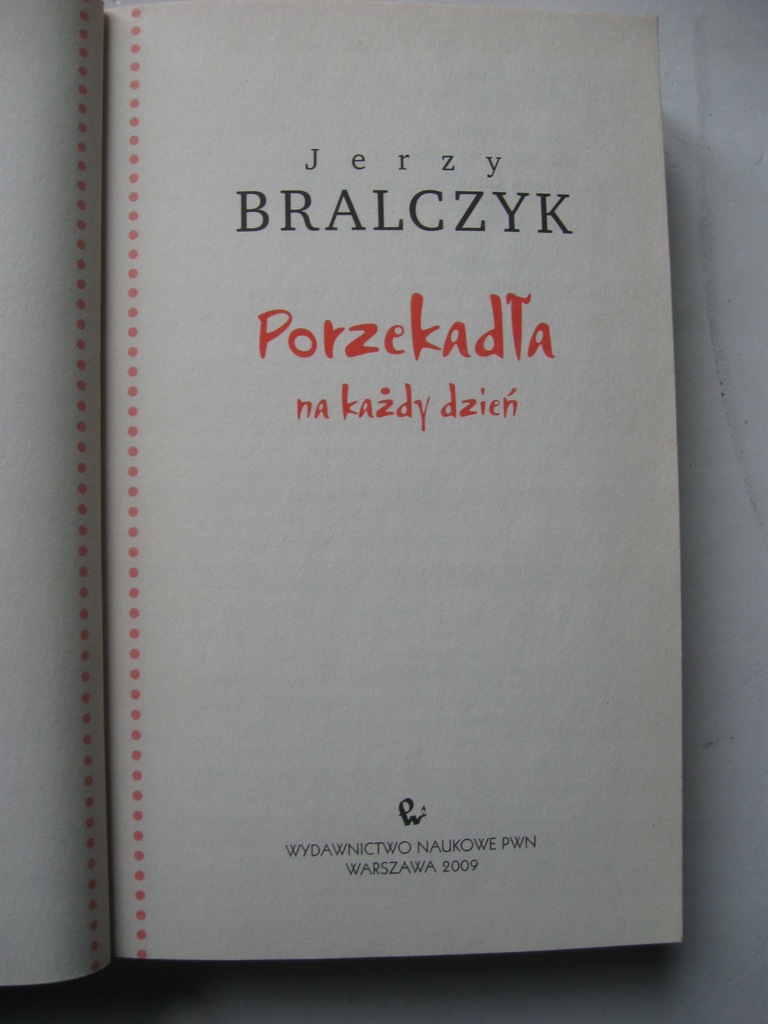 Jerzy
BRALCZYK
Porzekadła
na każdy dzień
WYDAWNICTWO NAUKOWE PWN
WARSZAWA 2009